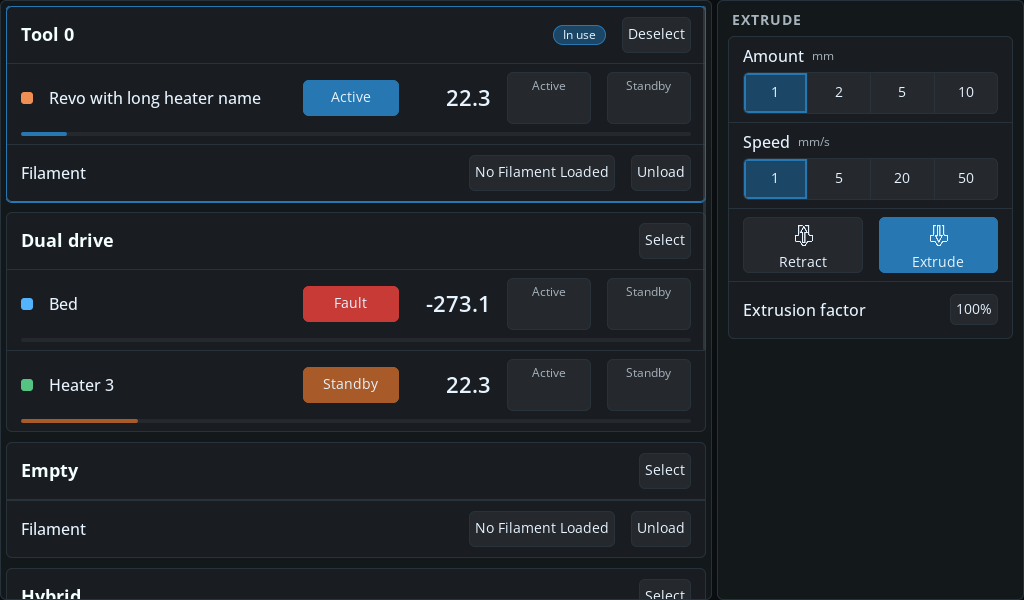 Tool 0
In use
Deselect
Revo with long heater name
Active
22.3
Active
Standby
Filament
No Filament Loaded
Unload
Dual drive
Select
Bed
Fault
-273.1
Active
Standby
Heater 3
Standby
22.3
Active
Standby
Empty
Select
Filament
No Filament Loaded
Unload
Hybrid
Select
EXTRUDE
Amount mm
1 2 5 10
Speed mm/s
1 5 20 50
Retract
Extrude
Extrusion factor
100%